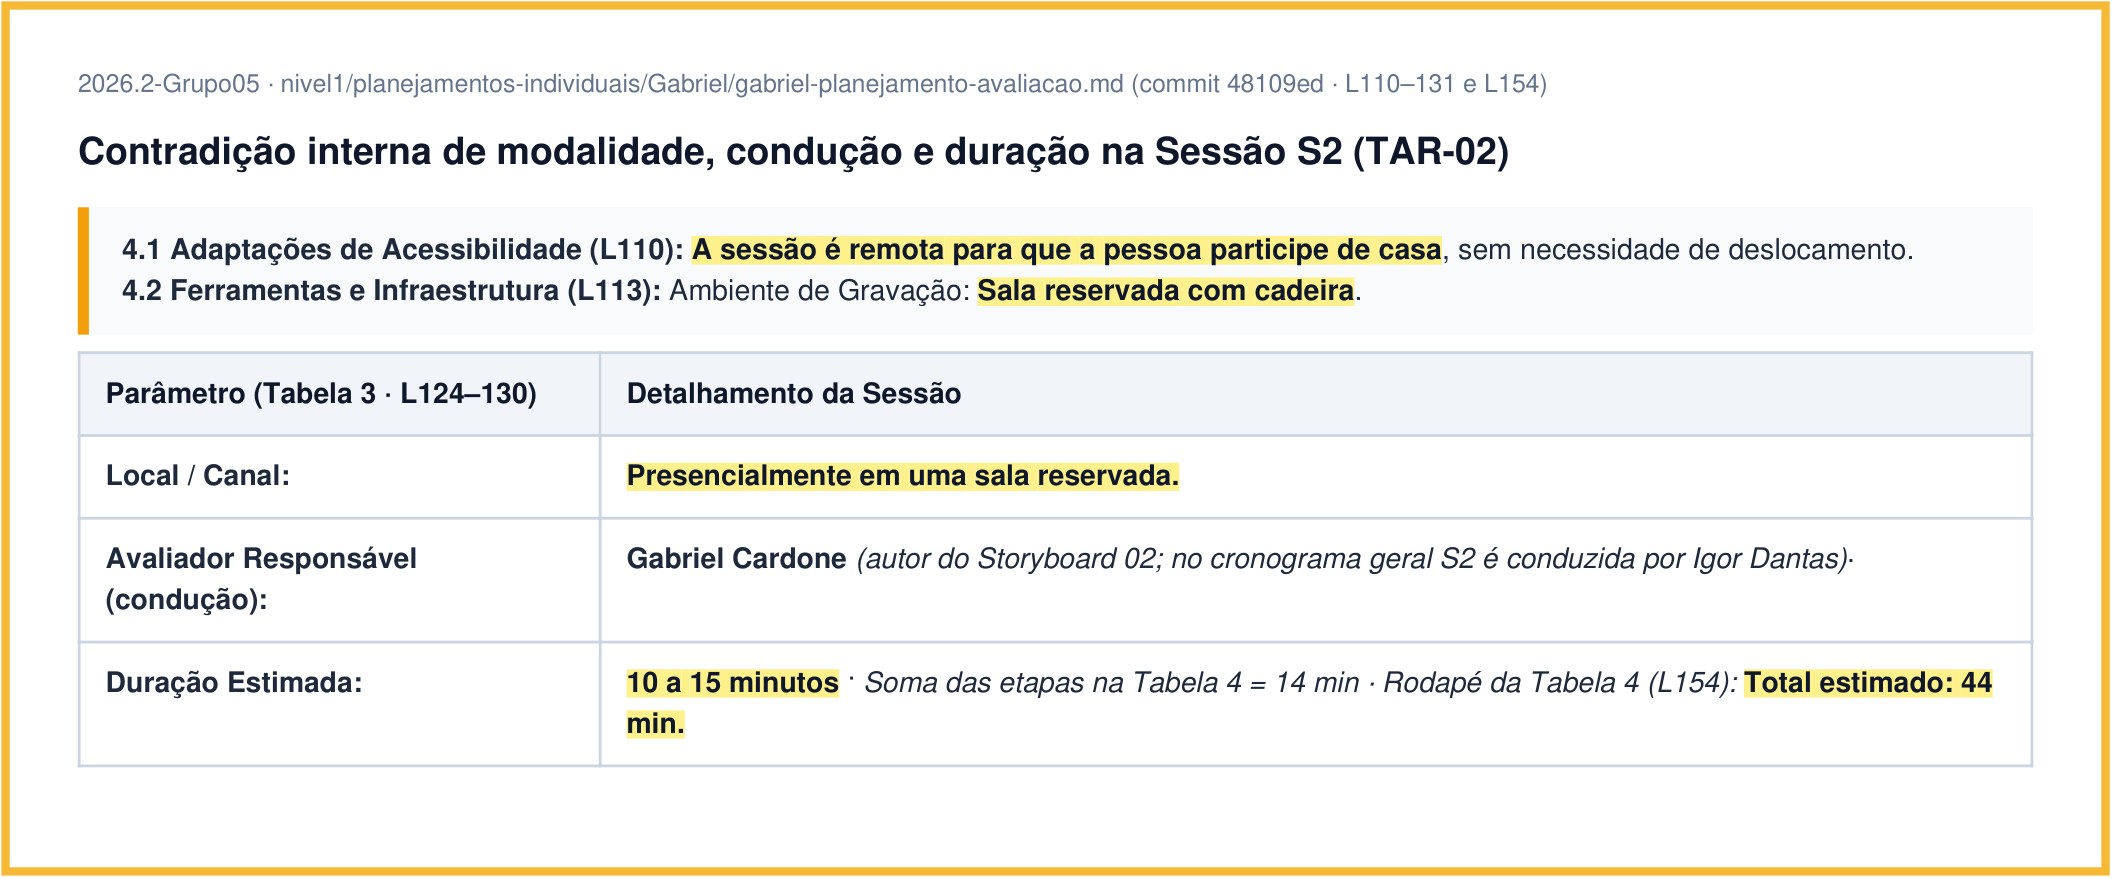 2026.2-Grupo05 · nivel1/planejamentos-individuais/Gabriel/gabriel-planejamento-avaliacao.md (commit 48109ed · L110–131 e L154)
Contradição interna de modalidade, condução e duração na Sessão S2 (TAR-02)
4.1 Adaptações de Acessibilidade (L110): A sessão é remota para que a pessoa participe de casa, sem necessidade de deslocamento.
4.2 Ferramentas e Infraestrutura (L113): Ambiente de Gravação: Sala reservada com cadeira.
Parâmetro (Tabela 3 · L124–130)
Detalhamento da Sessão
Local / Canal:
Presencialmente em uma sala reservada.
Avaliador Responsável
(condução):
Gabriel Cardone (autor do Storyboard 02; no cronograma geral S2 é conduzida por Igor Dantas)·
Duração Estimada:
10 a 15 minutos · Soma das etapas na Tabela 4 = 14 min · Rodapé da Tabela 4 (L154): Total estimado: 44
min.